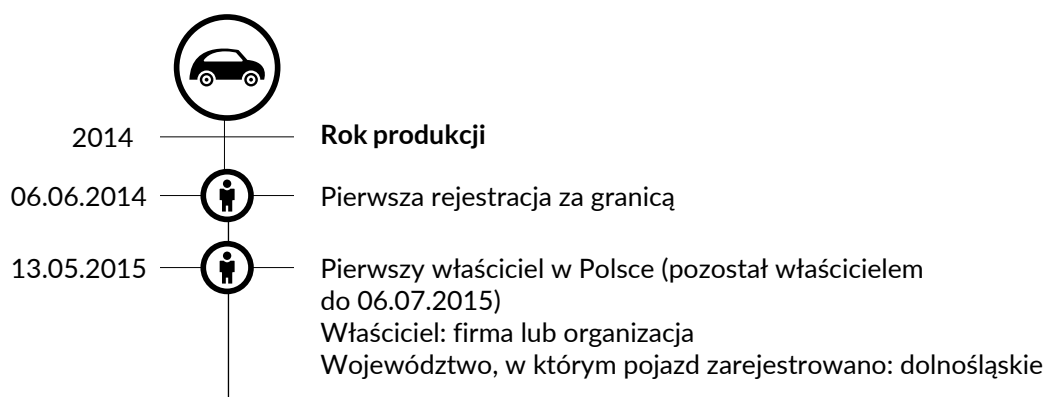 2014 Rok produkcji
06.06.2014 Pierwsza rejestracja za granicą
13.05.2015 Pierwszy właściciel w Polsce (pozostał właścicielem
do 06.07.2015)
Właściciel: firma lub organizacja
Województwo, w którym pojazd zarejestrowano: dolnośląskie